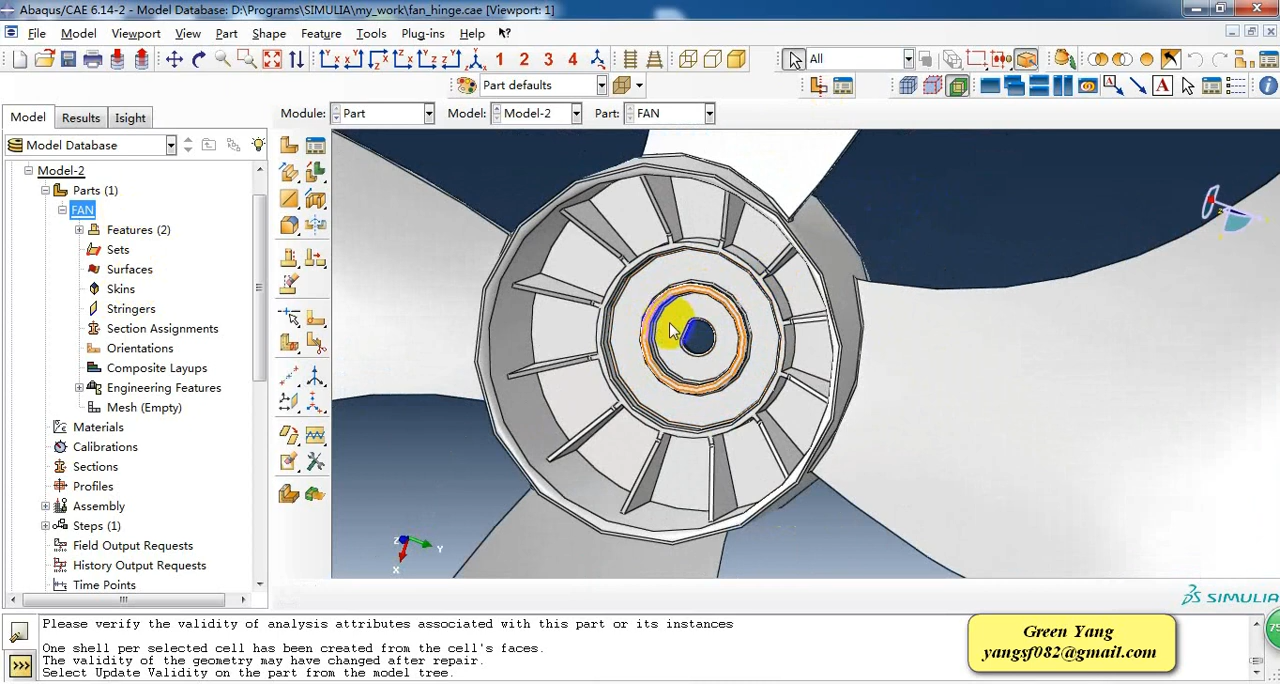 Abaqus/CAE 6.14-2 - Model Database: D:\Programs\SIMULIA\my_work\fan_hinge.cae [Viewport: 1]
File Model Viewport View Part Shape Feature Tools Plug-ins Help
1 2 3 4 All
Part defaults
Model Results Isight
Module: Part Model: Model-2 Part: FAN
Model Database
Model-2
Parts (1)
FAN
Features (2)
Sets
Surfaces
Skins
Stringers
Section Assignments
Orientations
Composite Layups
Engineering Features
Mesh (Empty)
Materials
Calibrations
Sections
Profiles
Assembly
Steps (1)
Field Output Requests
History Output Requests
Time Points
Z Y
X
SIMULIA
Please verify the validity of analysis attributes associated with this part or its instances
One shell per selected cell has been created from the cell's faces.
The validity of the geometry may have changed after repair.
Select Update Validity on the part from the model tree.
Green Yang
yangsf082@gmail.com